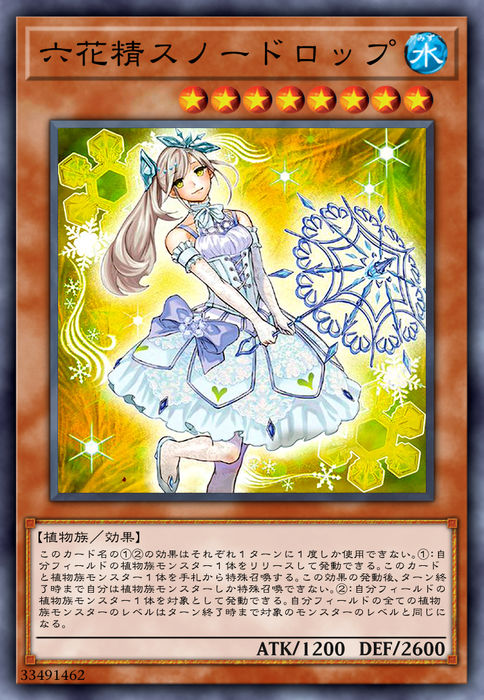 六花精スノードロップ
みず
水
【植物族／効果】
このカード名の①②の効果はそれぞれ１ターンに１度しか使用できない。①：自
分フィールドの植物族モンスター１体をリリースして発動できる。このカード
と植物族モンスター１体を手札から特殊召喚する。この効果の発動後、ターン終
了時まで自分は植物族モンスターしか特殊召喚できない。②：自分フィールドの
植物族モンスター１体を対象として発動できる。自分フィールドの全ての植物
族モンスターのレベルはターン終了時まで対象のモンスターのレベルと同じに
なる。
ATK/1200 DEF/2600
33491462